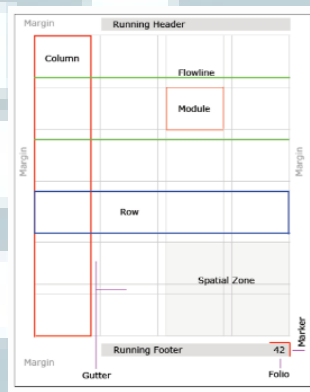 Margin
Running Header
Column
Flowline
Module
Margin
Margin
Row
Spatial Zone
Running Footer
42
Marker
Margin
Gutter
Folio